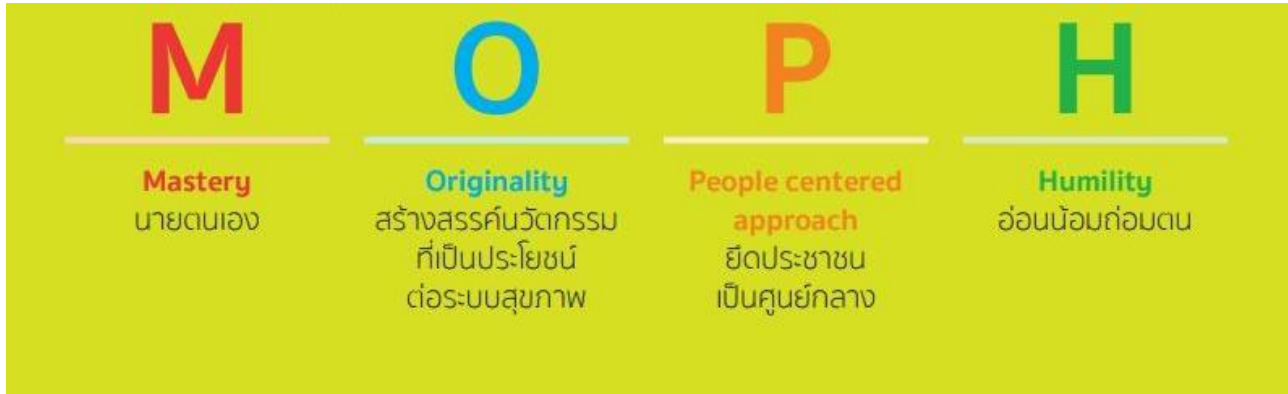 M O P H
Mastery
นายตนเอง
Originality
สร้างสรรค์นวัตกรรม
ที่เป็นประโยชน์
ต่อระบบสุขภาพ
People centered
approach
ยึดประชาชน
เป็นศูนย์กลาง
Humility
อ่อนน้อมถ่อมตน